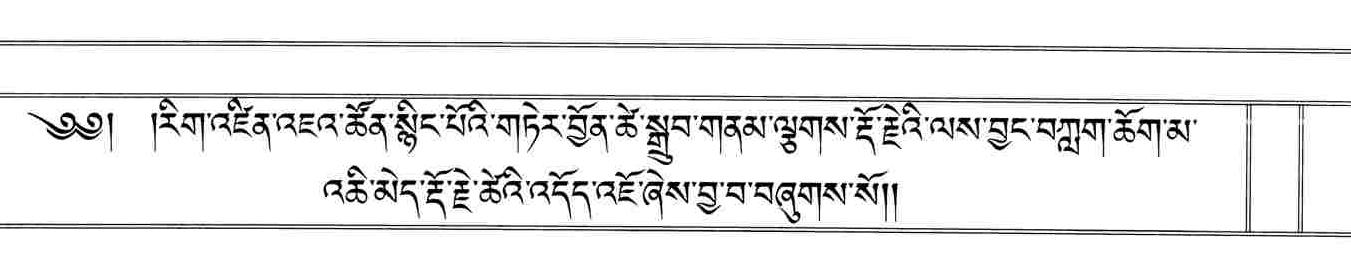 ༄༅། །རིག་འཛིན་འཇའ་ཚོན་སྙིང་པོའི་གཏེར་བྱོན་ཚེ་སྒྲུབ་གནམ་ལྕགས་རྡོ་རྗེའི་ལས་བྱང་བཀླག་ཆོག་མ་
འཆི་མེད་རྡོ་རྗེ་ཚེའི་འདོད་འཇོ་ཞེས་བྱ་བ་བཞུགས་སོ།།